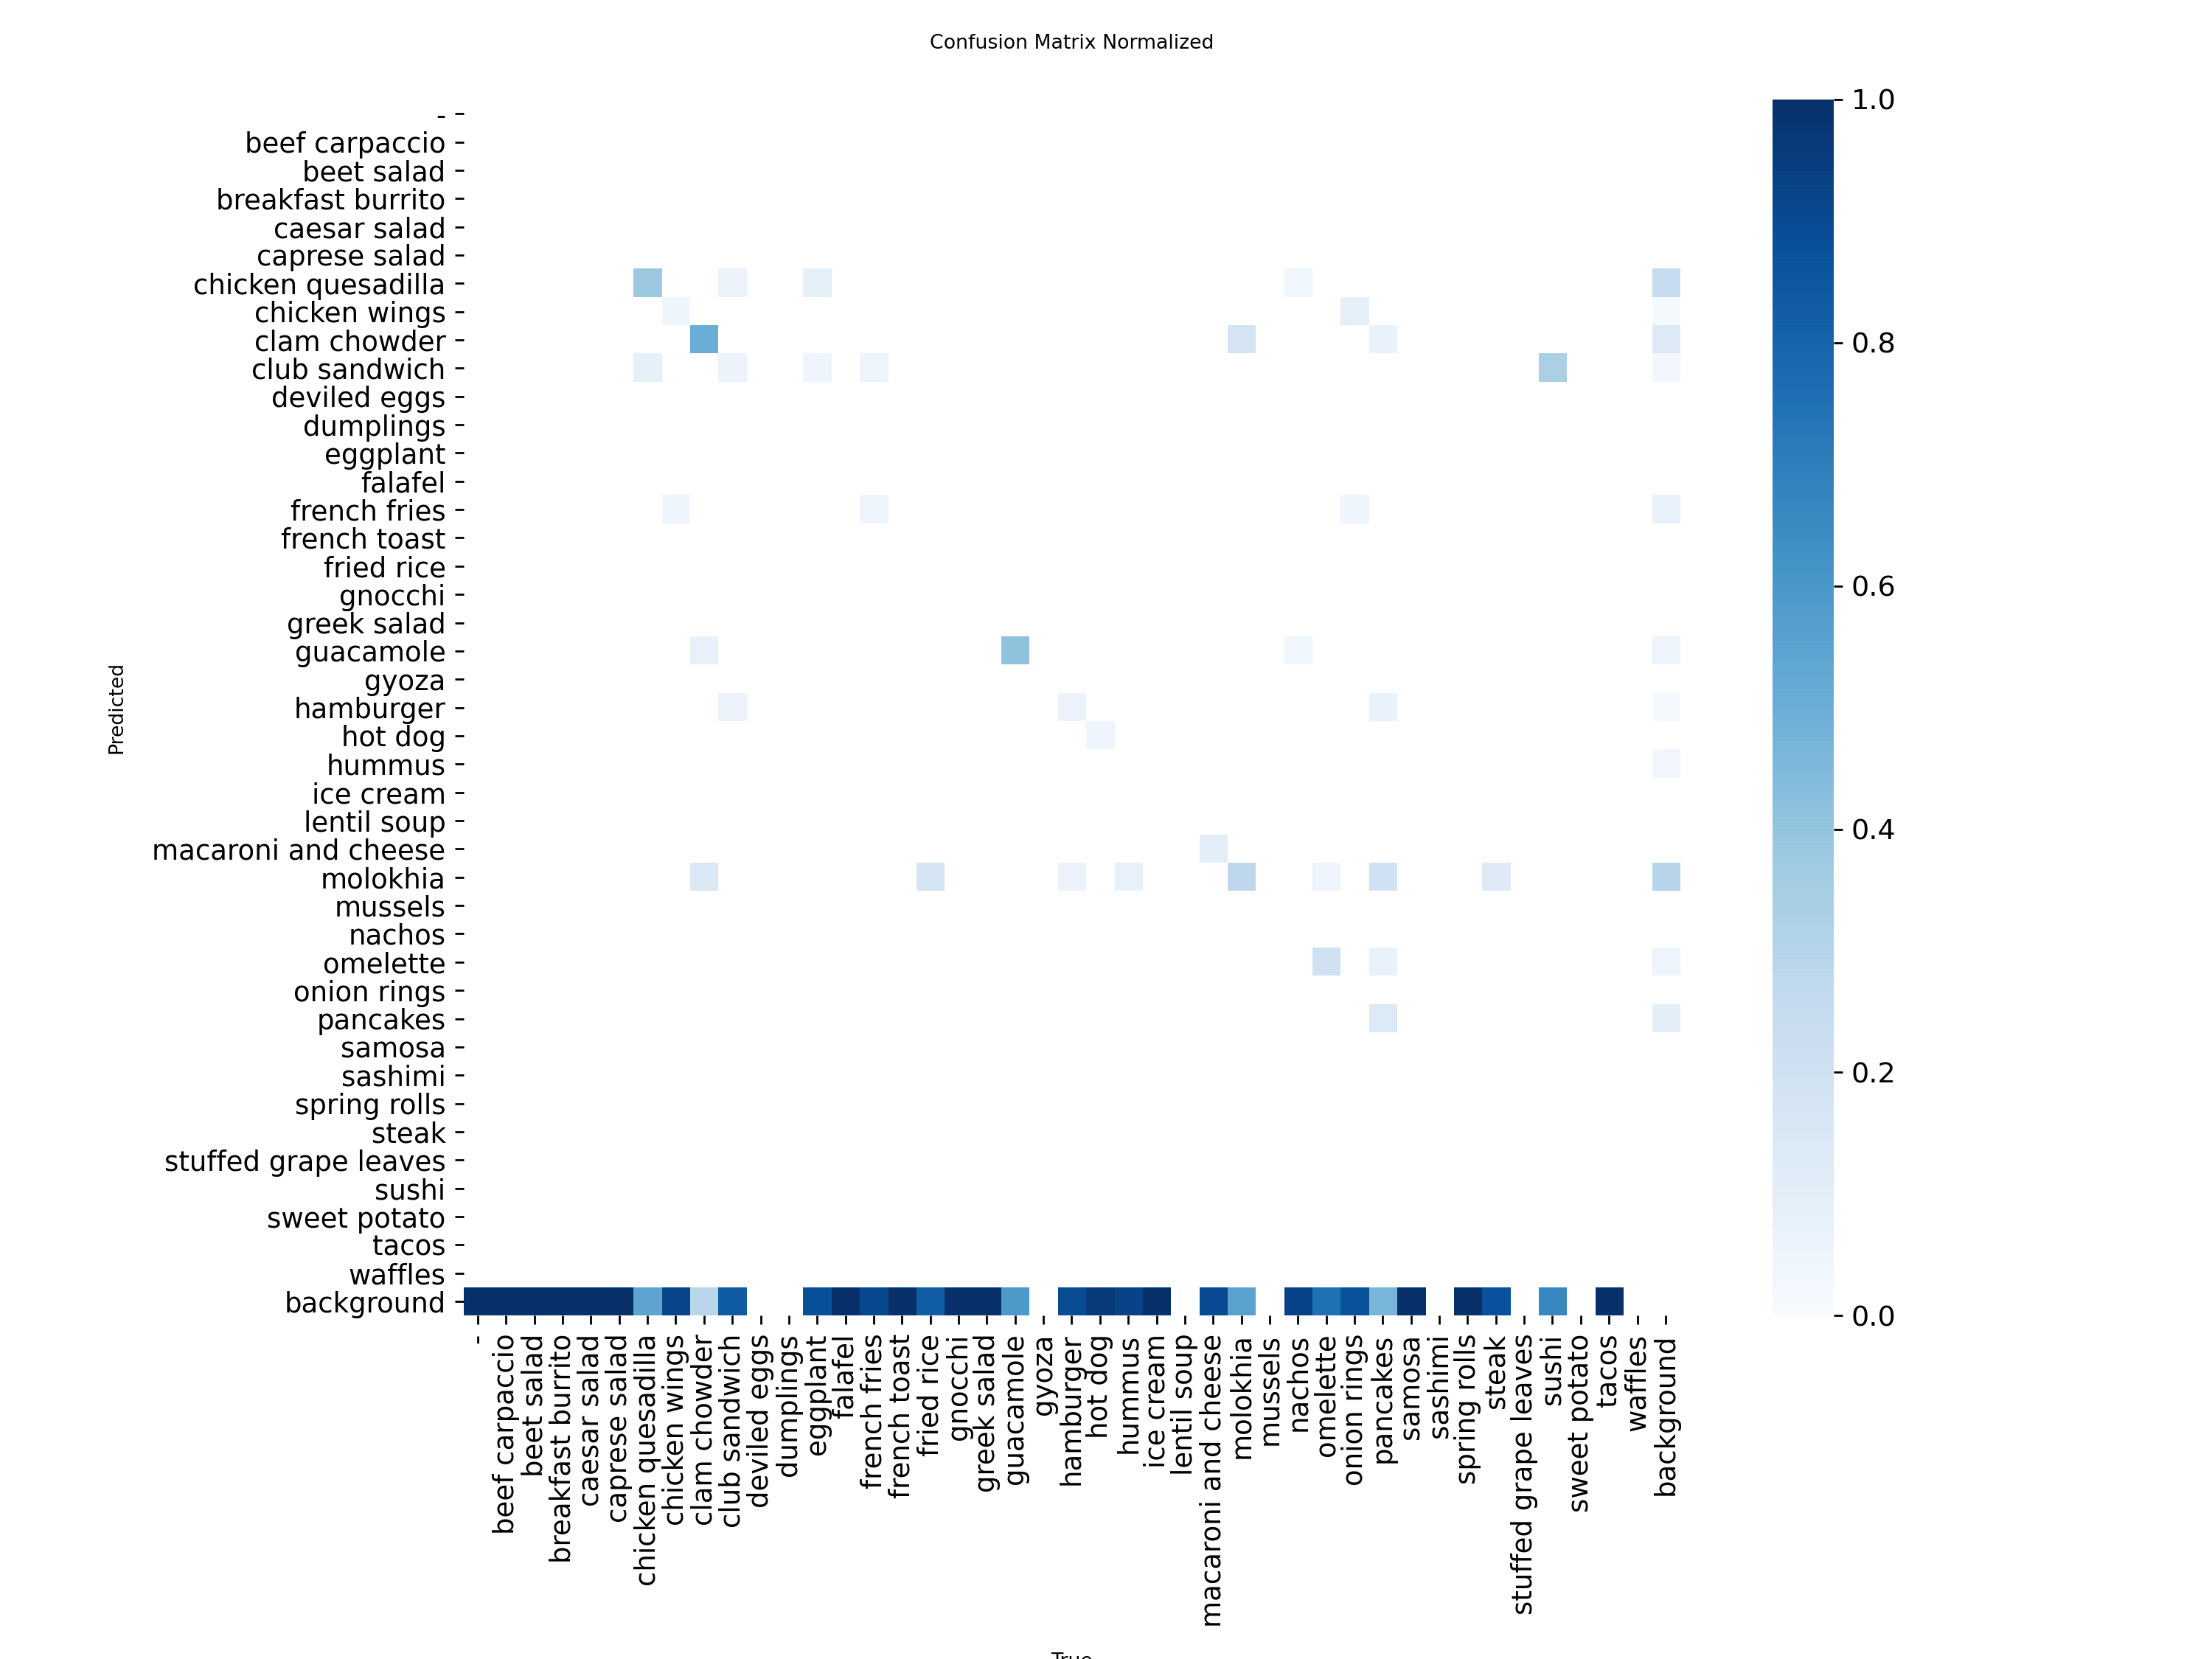 Confusion Matrix Normalized
-
beef carpaccio
beet salad
breakfast burrito
caesar salad
caprese salad
chicken quesadilla
chicken wings
clam chowder
club sandwich
deviled eggs
dumplings
eggplant
falafel
french fries
french toast
fried rice
gnocchi
greek salad
guacamole
gyoza
hamburger
hot dog
hummus
ice cream
lentil soup
macaroni and cheese
molokhia
mussels
nachos
omelette
onion rings
pancakes
samosa
sashimi
spring rolls
steak
stuffed grape leaves
sushi
sweet potato
tacos
waffles
background
Predicted
-
beef carpaccio
beet salad
breakfast burrito
caesar salad
caprese salad
chicken quesadilla
chicken wings
clam chowder
club sandwich
deviled eggs
dumplings
eggplant
falafel
french fries
french toast
fried rice
gnocchi
greek salad
guacamole
gyoza
hamburger
hot dog
hummus
ice cream
lentil soup
macaroni and cheese
molokhia
mussels
nachos
omelette
onion rings
pancakes
samosa
sashimi
spring rolls
steak
stuffed grape leaves
sushi
sweet potato
tacos
waffles
background
True
1.0
0.8
0.6
0.4
0.2
0.0